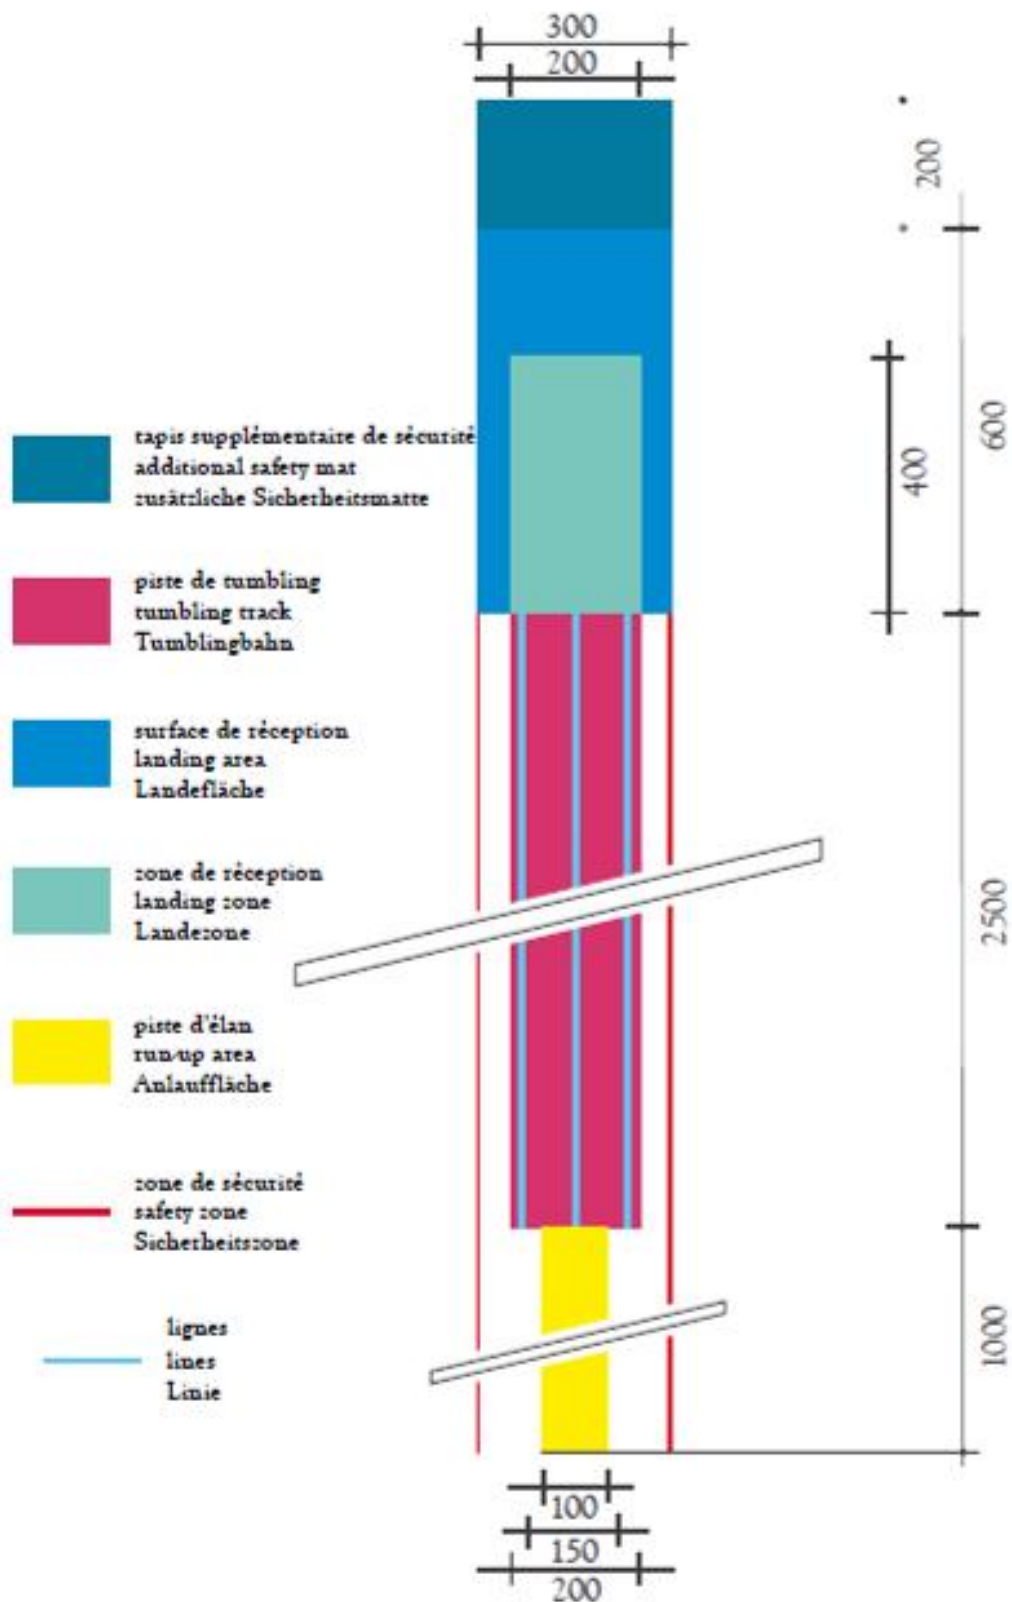 300
200
200
600
400
tapis supplémentaire de sécurité
additional safety mat
zusätzliche Sicherheitsmatte
piste de tumbling
tumbling track
Tumblingbahn
surface de réception
landing area
Landefläche
zone de réception
landing zone
Landezone
2500
piste d'élan
run-up area
Anlauffläche
zone de sécurité
safety zone
Sicherheitszone
lignes
lines
Linie
1000
100
150
200